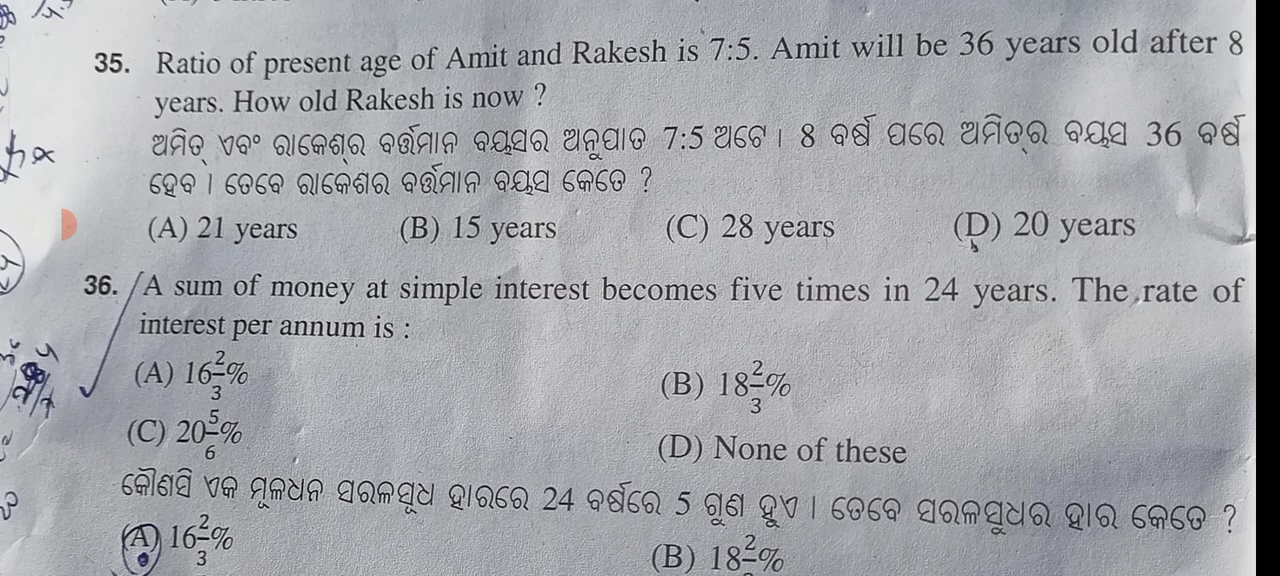 35. Ratio of present age of Amit and Rakesh is 7:5. Amit will be 36 years old after 8
years. How old Rakesh is now ?
ଅମିତ୍ ଏବଂ ରାକେଶ୍‌ର ବର୍ତ୍ତମାନ ବୟସର ଅନୁପାତ 7:5 ଅଟେ । 8 ବର୍ଷ ପରେ ଅମିତ୍‌ର ବୟସ 36 ବର୍ଷ
ହେବ । ତେବେ ରାକେଶର ବର୍ତ୍ତମାନ ବୟସ କେତେ ?
(A) 21 years (B) 15 years (C) 28 years (D) 20 years
36. A sum of money at simple interest becomes five times in 24 years. The rate of
interest per annum is :
(A) 16 2/3% (B) 18 2/3%
(C) 20 5/6% (D) None of these
କୌଣସି ଏକ ମୂଳଧନ ସରଳସୁଧ ହାରରେ 24 ବର୍ଷରେ 5 ଗୁଣ ହୁଏ । ତେବେ ସରଳସୁଧର ହାର କେତେ ?
(A) 16 2/3% (B) 18 2/3%